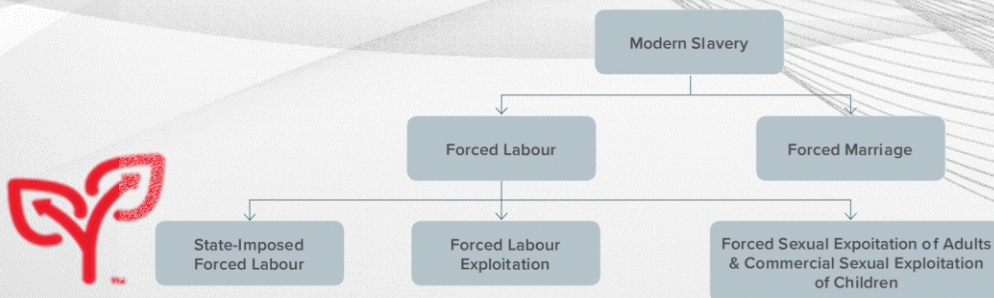 Modern Slavery
Forced Labour
Forced Marriage
State-Imposed
Forced Labour
Forced Labour
Exploitation
Forced Sexual Expoitation of Adults
& Commercial Sexual Exploitation
of Children